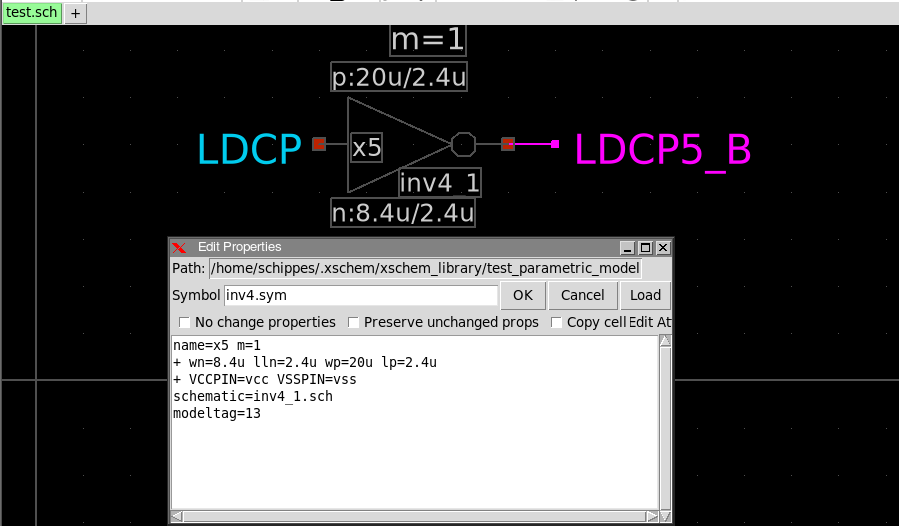 test.sch +
m=1
p:20u/2.4u
LDCP
x5
LDCP5_B
inv4_1
n:8.4u/2.4u
Edit Properties
Path: /home/schippes/.xschem/xschem_library/test_parametric_model
Symbol inv4.sym OK Cancel Load
No change properties Preserve unchanged props Copy cell Edit At
name=x5 m=1
+ wn=8.4u lln=2.4u wp=20u lp=2.4u
+ VCCPIN=vcc VSSPIN=vss
schematic=inv4_1.sch
modeltag=13